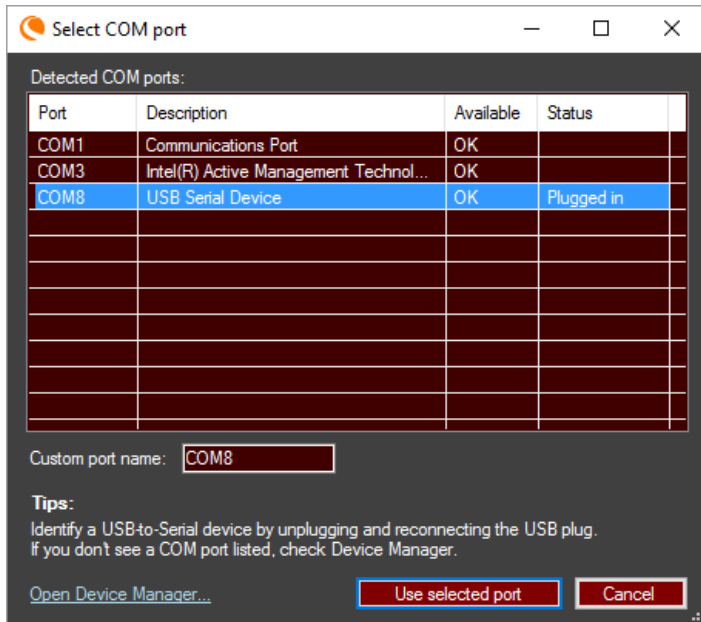 Select COM port
Detected COM ports:
Port Description Available Status
COM1 Communications Port OK
COM3 Intel(R) Active Management Technol... OK
COM8 USB Serial Device OK Plugged in
Custom port name: COM8
Tips:
Identify a USB-to-Serial device by unplugging and reconnecting the USB plug.
If you don't see a COM port listed, check Device Manager.
Open Device Manager... Use selected port Cancel